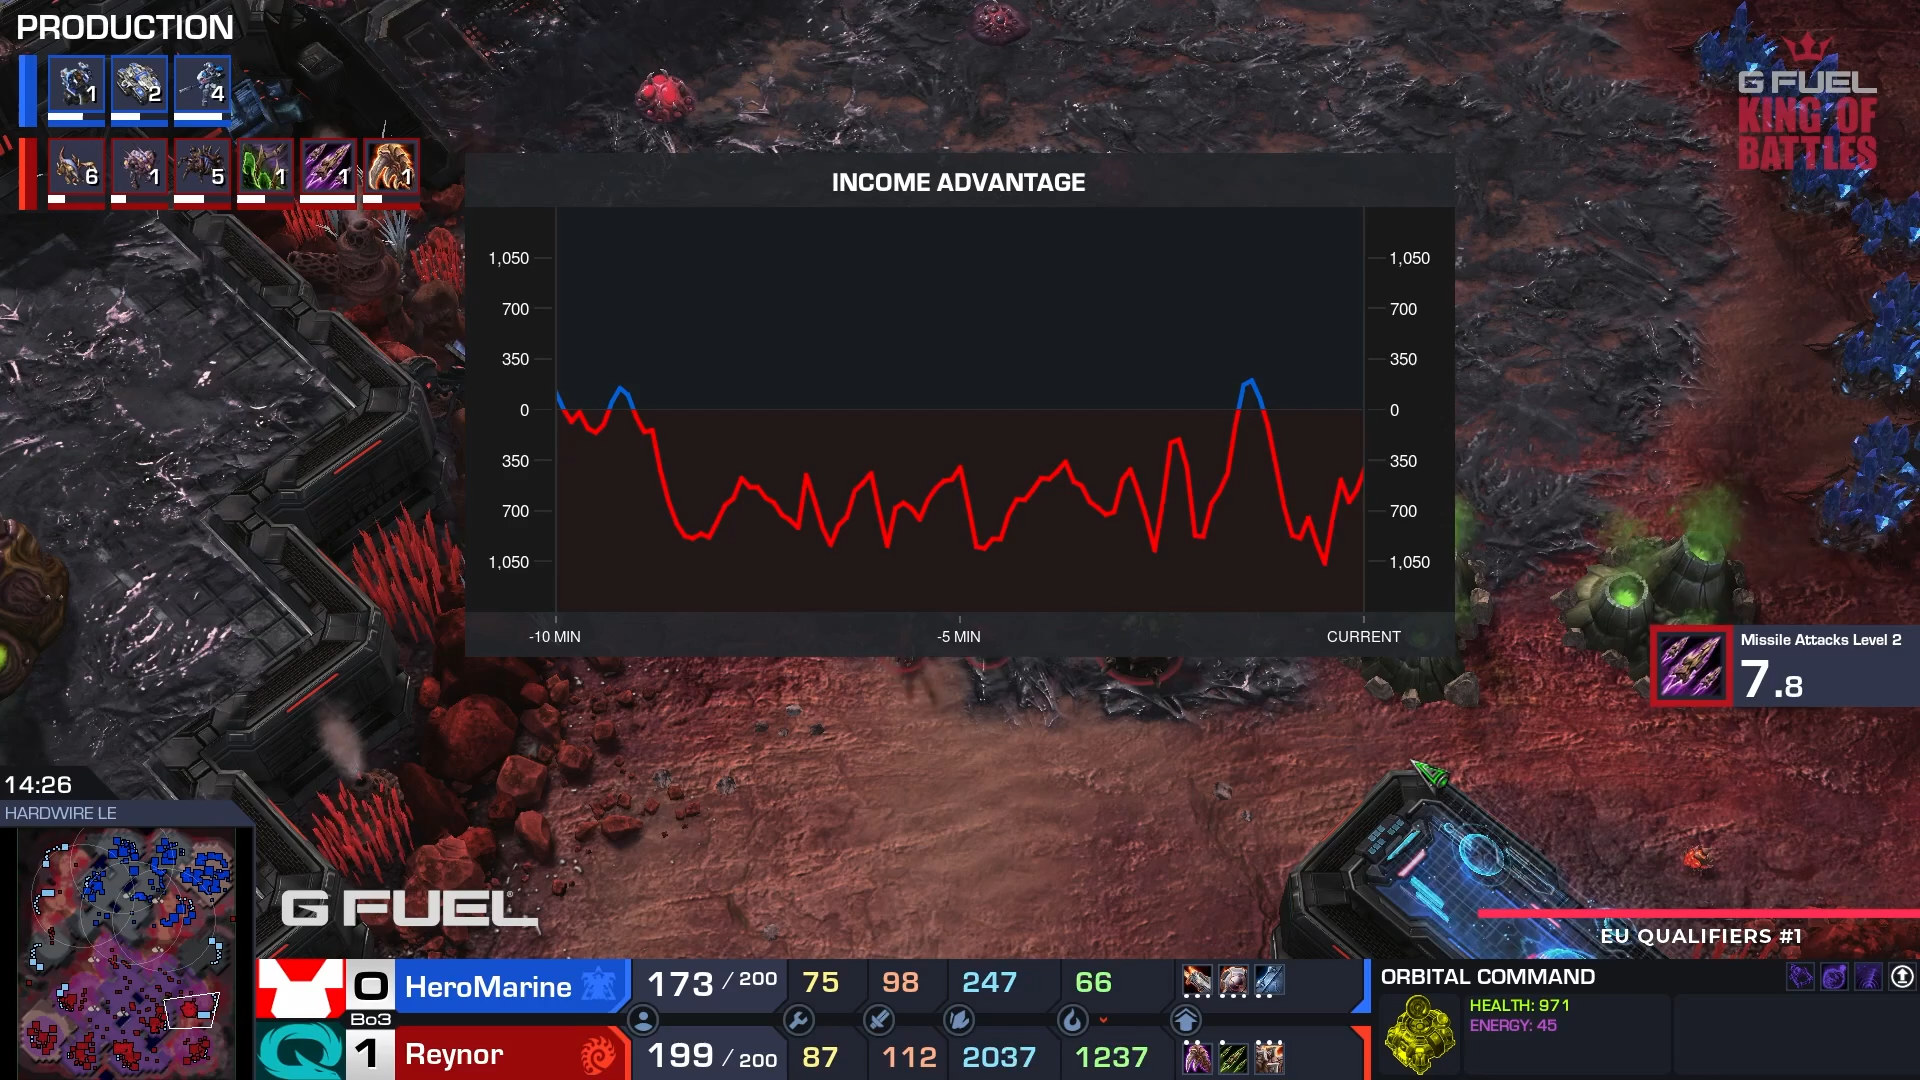 PRODUCTION
1 2 4
6 1 5 1 1 1
G FUEL
KING OF
BATTLES
INCOME ADVANTAGE
1,050 1,050
700 700
350 350
0 0
350 350
700 700
1,050 1,050
-10 MIN -5 MIN CURRENT
Missile Attacks Level 2
7.8
14:26
HARDWIRE LE
G FUEL
EU QUALIFIERS #1
0 HeroMarine 173 / 200 75 98 247 66
Bo3
1 Reynor 199 / 200 87 112 2037 1237
ORBITAL COMMAND
HEALTH: 971
ENERGY: 45